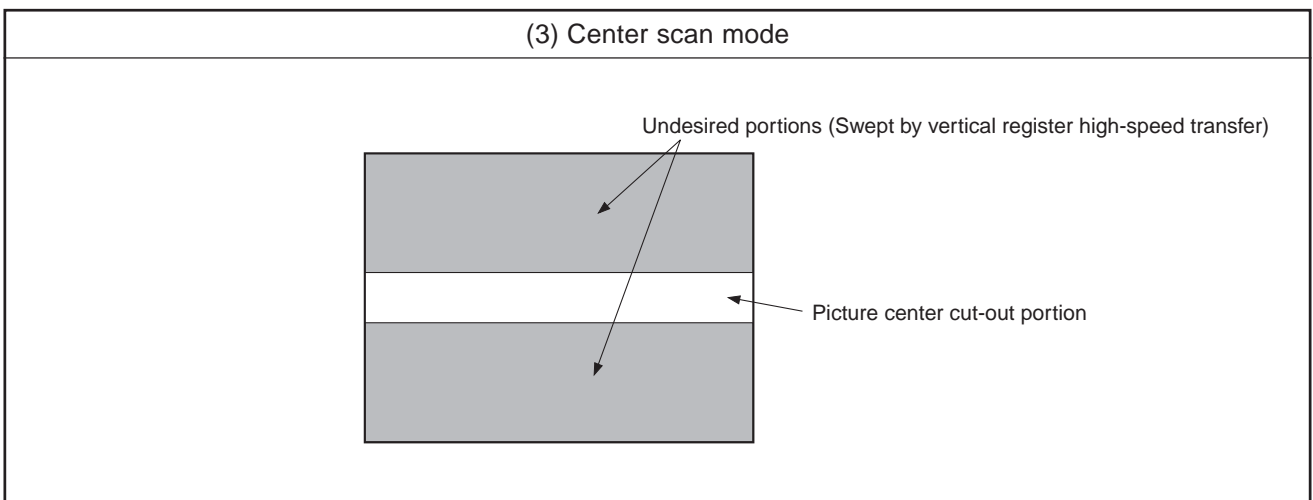 (3) Center scan mode
Undesired portions (Swept by vertical register high-speed transfer)
Picture center cut-out portion